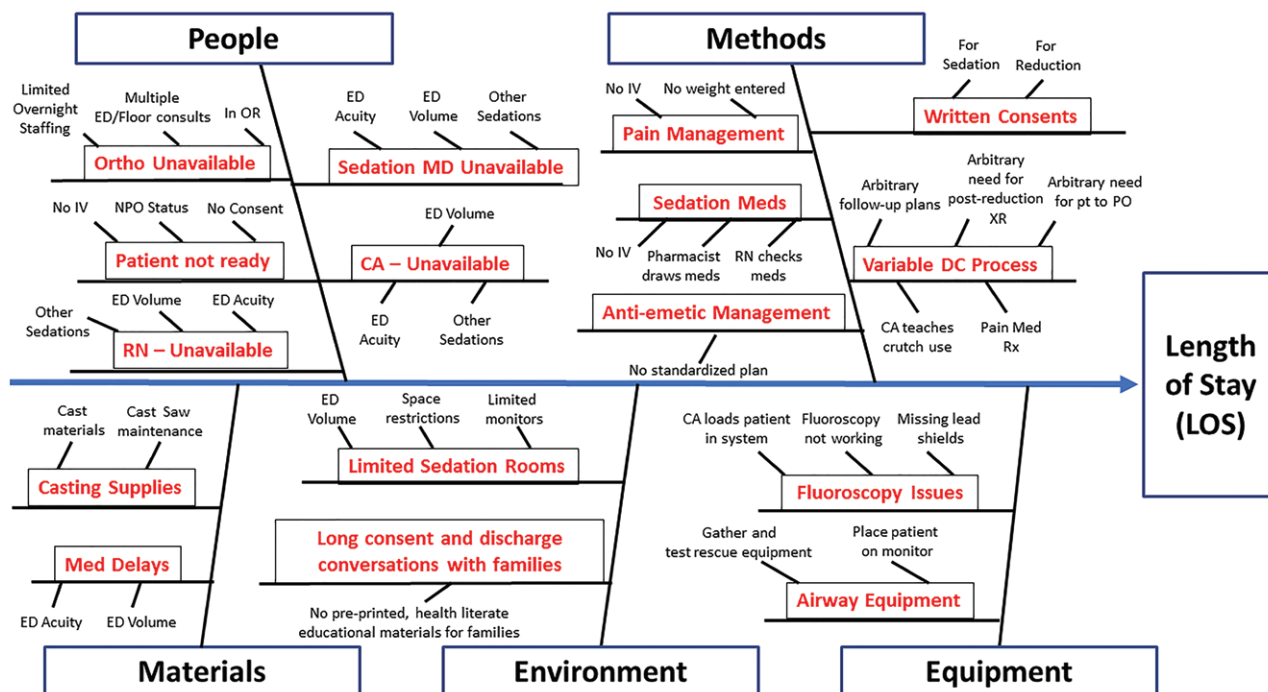 People
Limited
Overnight
Staffing
Multiple
ED/Floor consults
In OR
Ortho Unavailable
ED
Acuity
ED
Volume
Other
Sedations
Sedation MD Unavailable
No IV
NPO Status
No Consent
Patient not ready
ED Volume
CA – Unavailable
ED
Acuity
Other
Sedations
Other
Sedations
ED Volume
ED Acuity
RN – Unavailable
Methods
No IV
No weight entered
Pain Management
For
Sedation
For
Reduction
Written Consents
Sedation Meds
No IV
Pharmacist
draws meds
RN checks
meds
Arbitrary
follow-up plans
Arbitrary
need for
post-reduction
XR
Arbitrary need
for pt to PO
Variable DC Process
CA teaches
crutch use
Pain Med
Rx
Anti-emetic Management
No standardized plan
Length
of Stay
(LOS)
Cast
materials
Cast Saw
maintenance
Casting Supplies
Med Delays
ED Acuity
ED Volume
Materials
ED
Volume
Space
restrictions
Limited
monitors
Limited Sedation Rooms
Long consent and discharge
conversations with families
No pre-printed, health literate
educational materials for families
Environment
CA loads patient
in system
Fluoroscopy
not working
Missing lead
shields
Fluoroscopy Issues
Gather and
test rescue equipment
Place patient
on monitor
Airway Equipment
Equipment